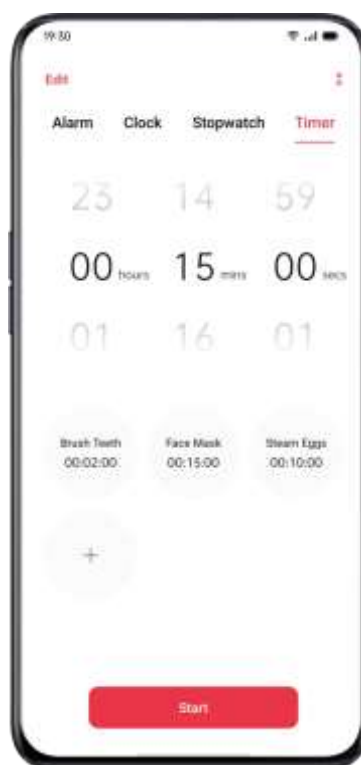 19:30
Edit
Alarm Clock Stopwatch Timer
23 14 59
00 hours 15 mins 00 secs
01 16 01
Brush Teeth Face Mask Steam Eggs
00:02:00 00:15:00 00:10:00
+
Start